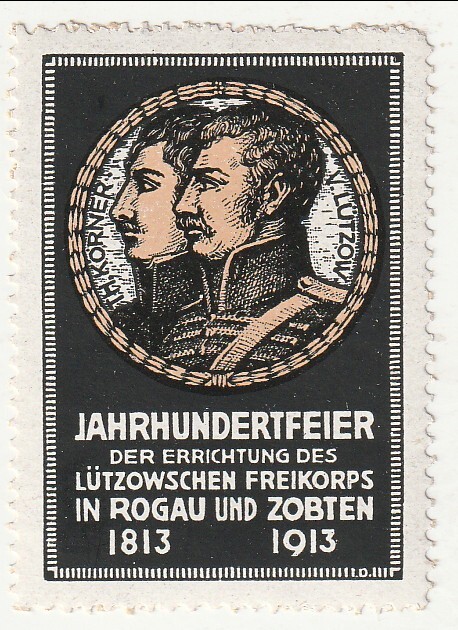 TH. KÖRNER
V. LÜTZOW
JAHRHUNDERTFEIER
DER ERRICHTUNG DES
LÜTZOWSCHEN FREIKORPS
IN ROGAU UND ZOBTEN
1813 1913